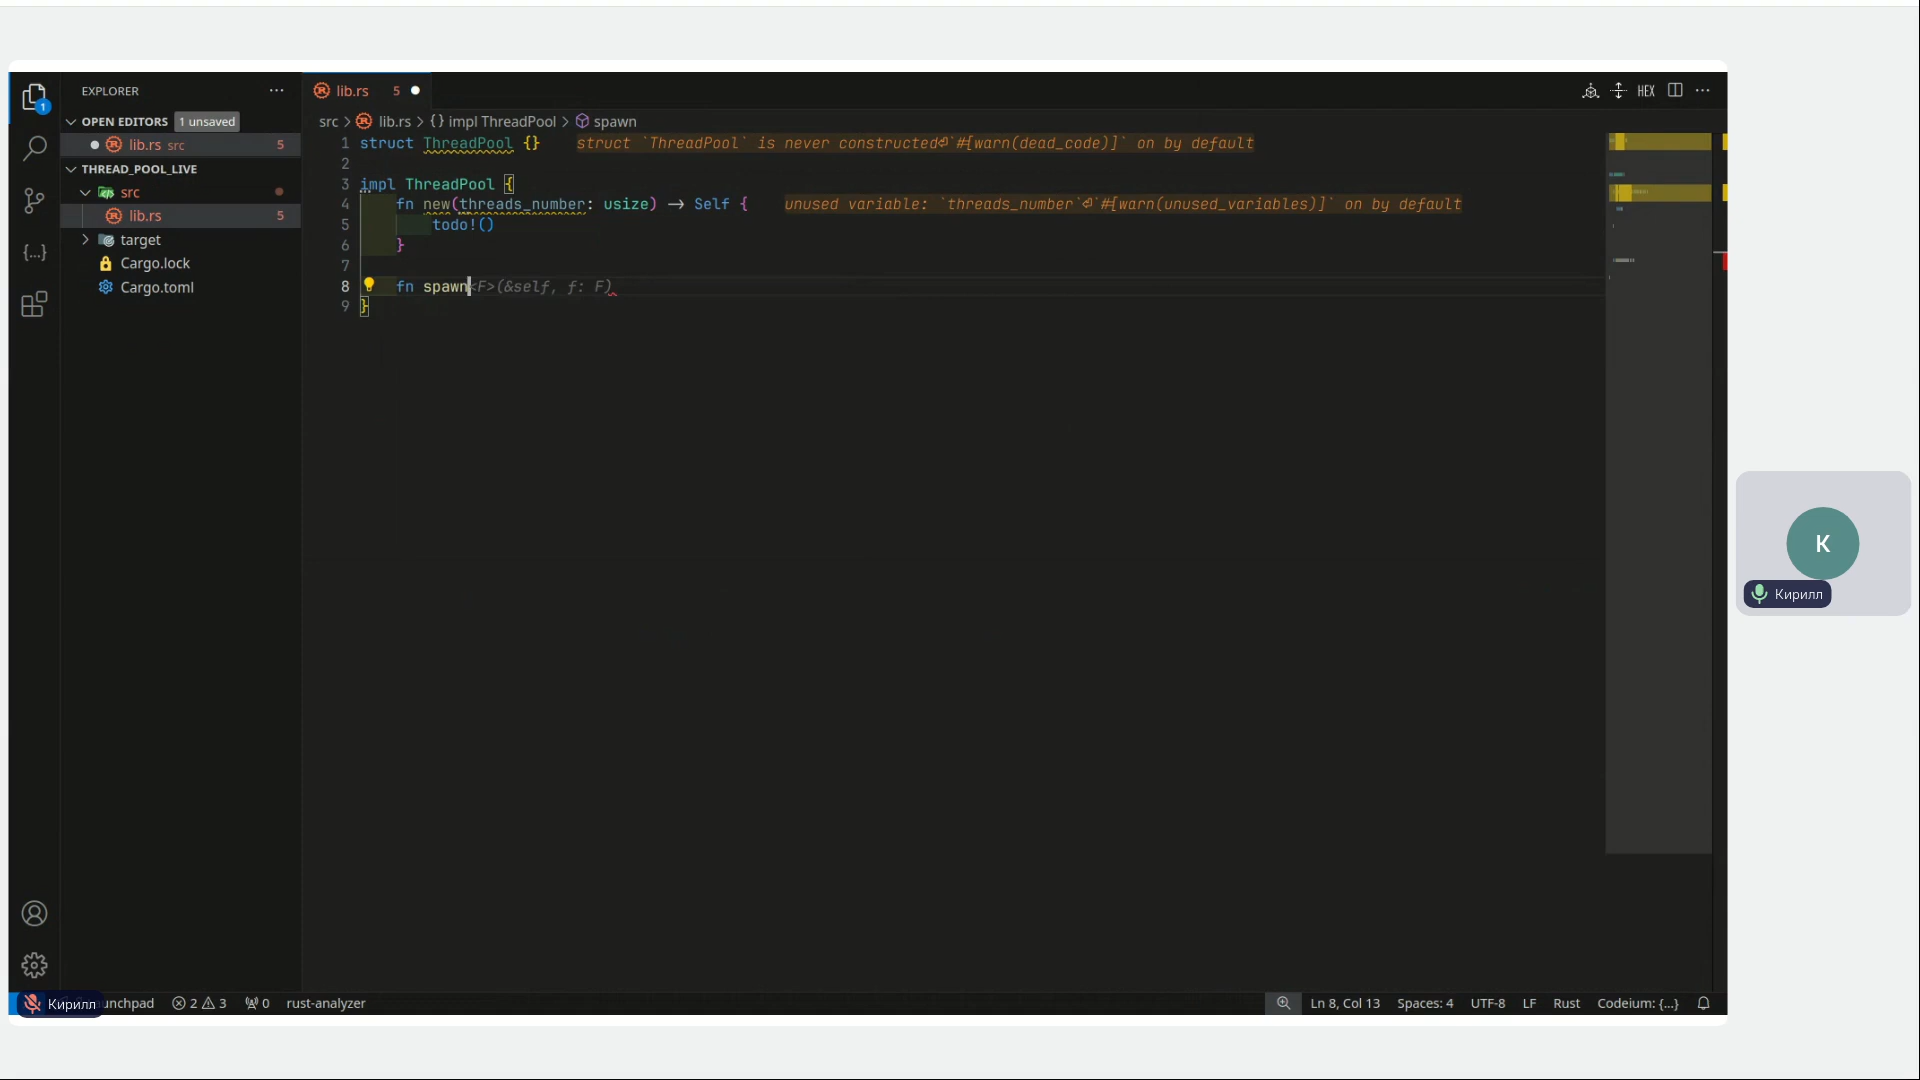 EXPLORER
OPEN EDITORS 1 unsaved
lib.rs src 5
THREAD_POOL_LIVE
src
lib.rs 5
target
Cargo.lock
Cargo.toml
1
{...}
lib.rs 5
HEX
src > lib.rs > {} impl ThreadPool > spawn
1 struct ThreadPool {} struct `ThreadPool` is never constructed⏎`#[warn(dead_code)]` on by default
2
3 impl ThreadPool {
4 fn new(threads_number: usize) → Self { unused variable: `threads_number`⏎`#[warn(unused_variables)]` on by default
5 todo!()
6 }
7
8 fn spawn<F>(&self, f: F)
9 }
K
Кирилл
Кирилл
unchpad 2 3 0 rust-analyzer
Ln 8, Col 13 Spaces: 4 UTF-8 LF Rust Codeium: {...}